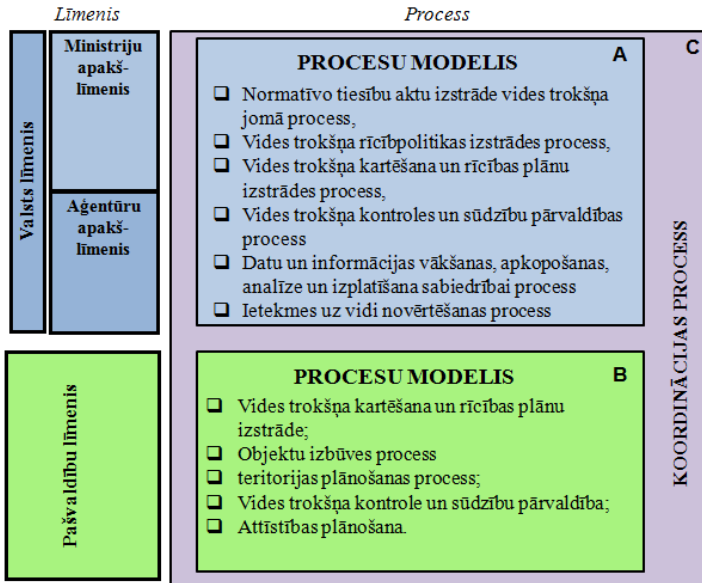 Līmenis
Process
Valsts līmenis
Ministriju
apakš-
līmenis
Aģentūru
apakš-
līmenis
PROCESU MODELIS
A
❑ Normatīvo tiesību aktu izstrāde vides trokšņa
jomā process,
❑ Vides trokšņa rīcībpolitikas izstrādes process,
❑ Vides trokšņa kartēšana un rīcības plānu
izstrādes process,
❑ Vides trokšņa kontroles un sūdzību pārvaldības
process
❑ Datu un informācijas vākšanas, apkopošanas,
analīze un izplatīšana sabiedrībai process
❑ Ietekmes uz vidi novērtēšanas process
Pašvaldību līmenis
PROCESU MODELIS
B
❑ Vides trokšņa kartēšana un rīcības plānu
izstrāde;
❑ Objektu izbūves process
❑ teritorijas plānošanas process;
❑ Vides trokšņa kontrole un sūdzību pārvaldība;
❑ Attīstības plānošana.
C
KOORDINĀCIJAS PROCESS